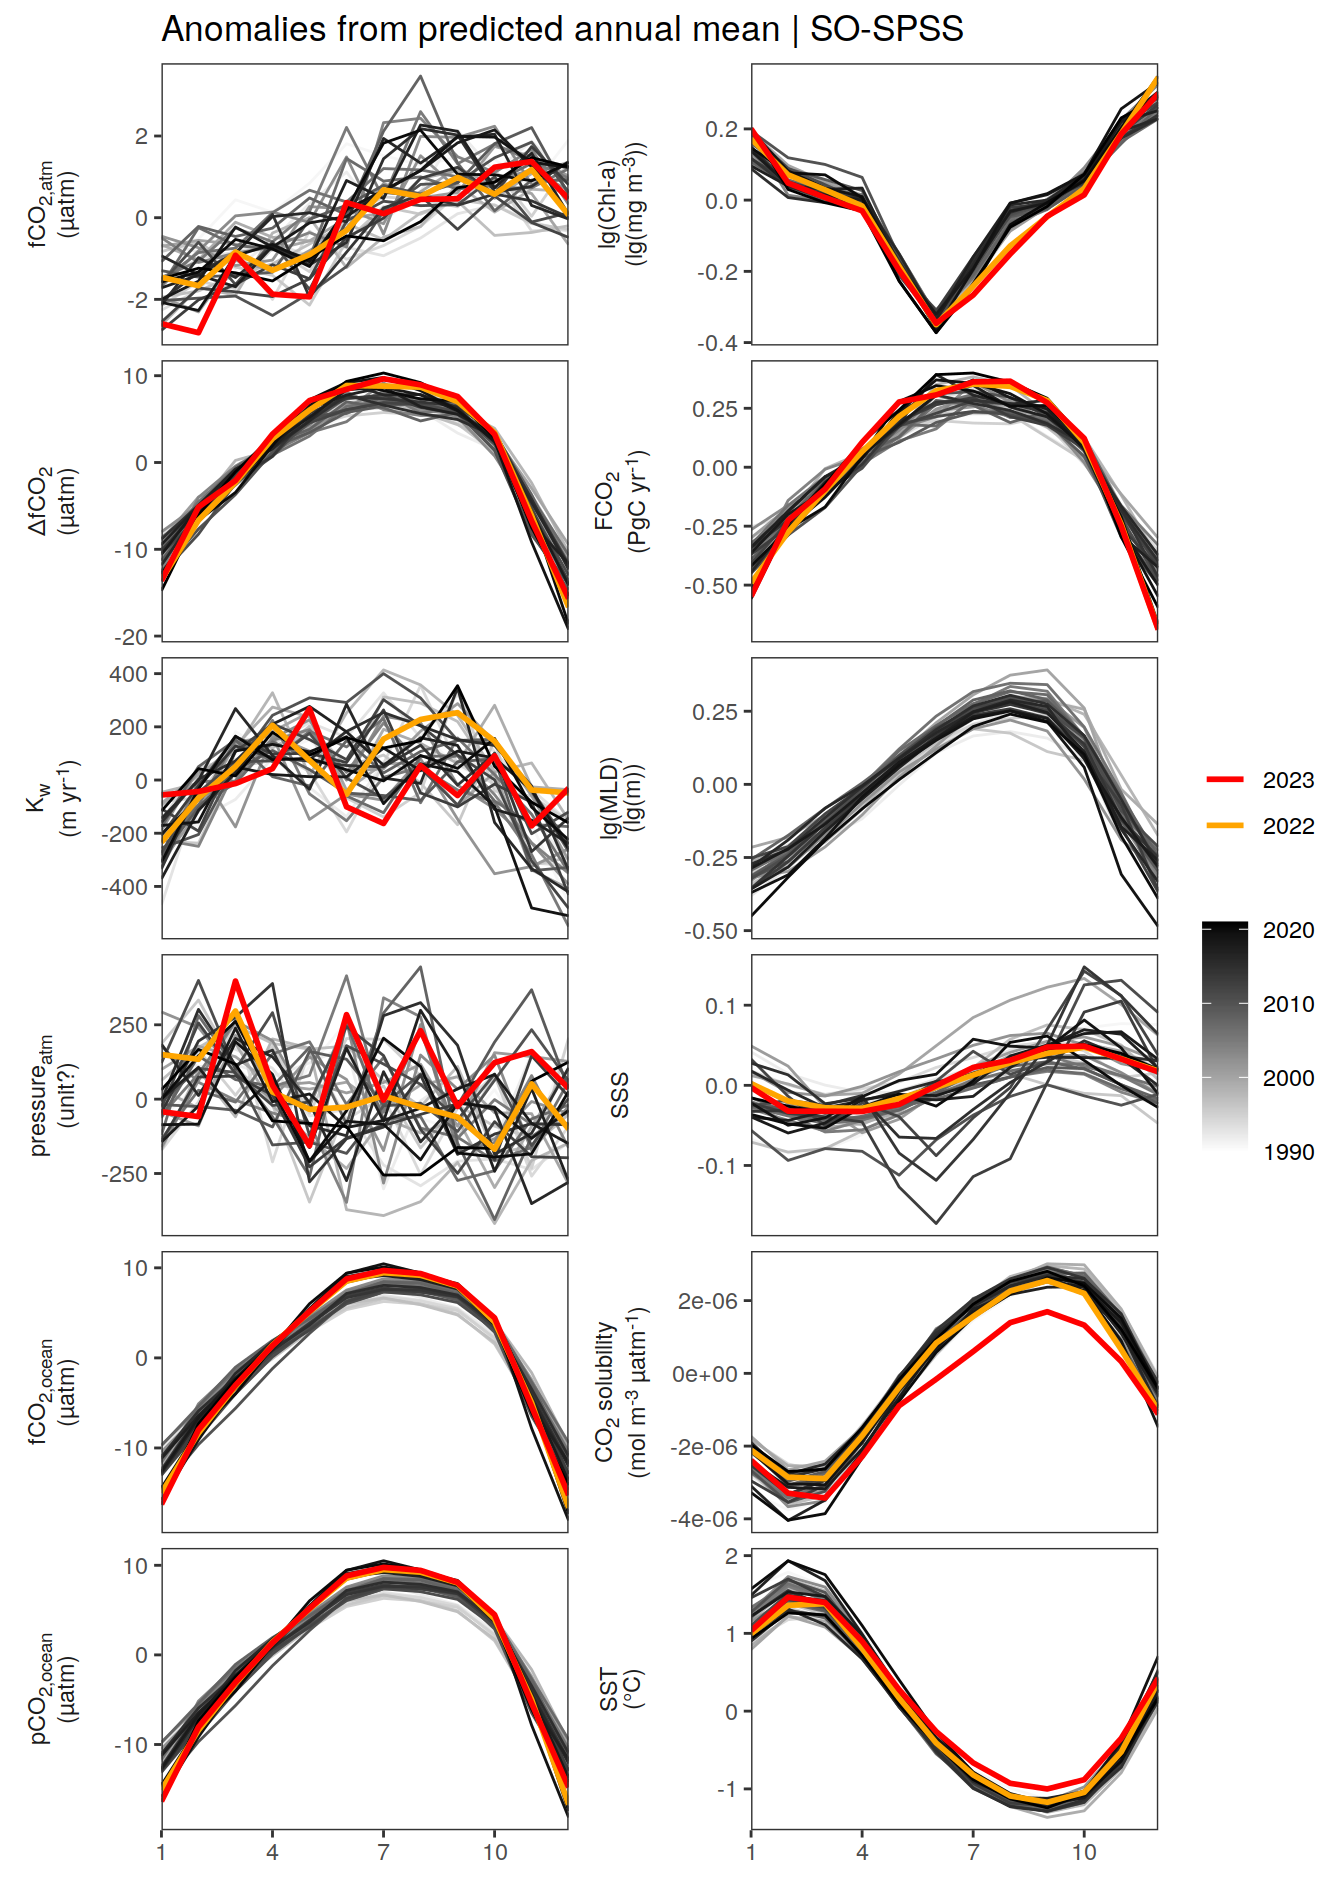 Anomalies from predicted annual mean | SO-SPSS
fCO2,atm
(µatm)
2
0
-2
lg(Chl-a)
(lg(mg m-3))
0.2
0.0
-0.2
-0.4
ΔfCO2
(µatm)
10
0
-10
-20
FCO2
(PgC yr-1)
0.25
0.00
-0.25
-0.50
Kw
(m yr-1)
400
200
0
-200
-400
lg(MLD)
(lg(m))
0.25
0.00
-0.25
-0.50
pressureatm
(unit?)
250
0
-250
SSS
0.1
0.0
-0.1
fCO2,ocean
(µatm)
10
0
-10
CO2 solubility
(mol m-3 µatm-1)
2e-06
0e+00
-2e-06
-4e-06
pCO2,ocean
(µatm)
10
0
-10
1 4 7 10
SST
(°C)
2
1
0
-1
1 4 7 10
2023
2022
2020
2010
2000
1990